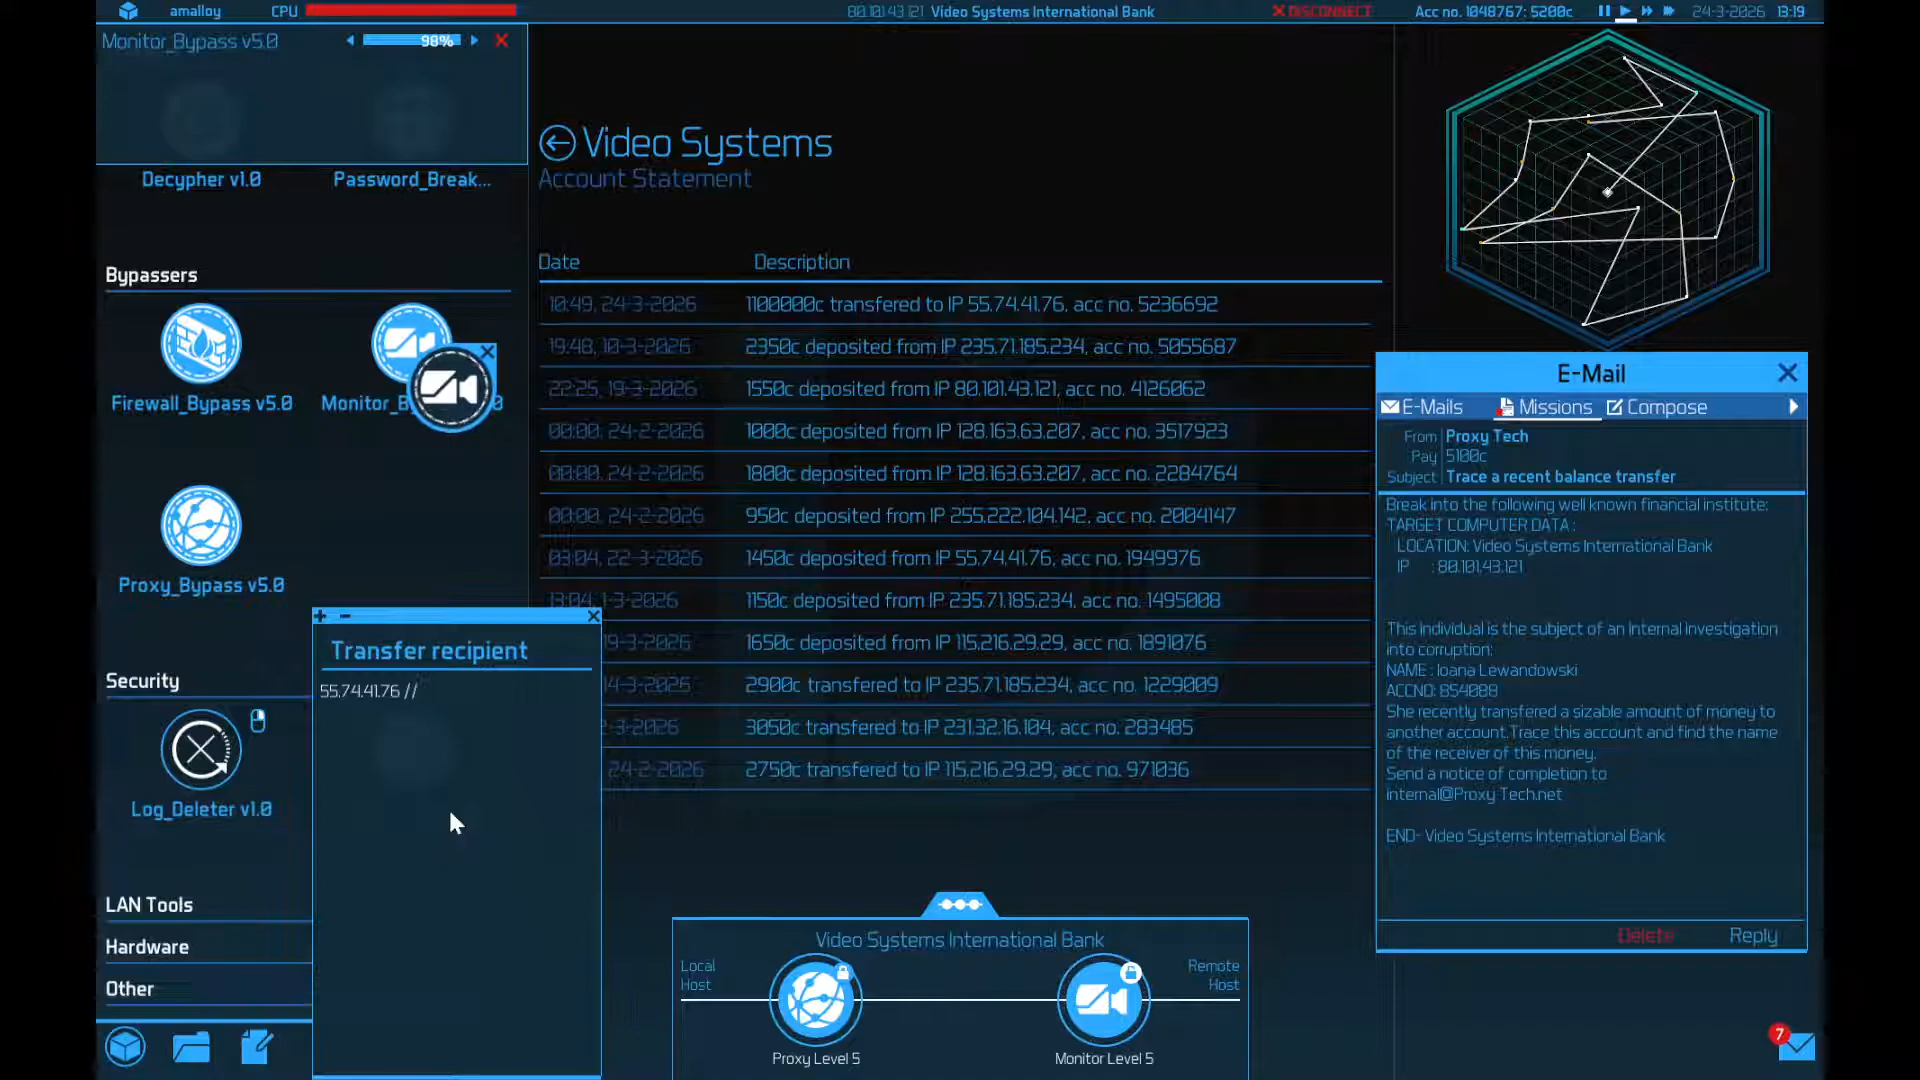 amalloy
CPU
80.101.43.121 Video Systems International Bank
DISCONNECT
Acc no. 1048767: 5200c
24-3-2026 13:19
Monitor_Bypass v5.0
98%
Decypher v1.0
Password_Break...
Bypassers
Firewall_Bypass v5.0
Proxy_Bypass v5.0
Security
Log_Deleter v1.0
LAN Tools
Hardware
Other
Transfer recipient
55.74.41.76 //
Video Systems
Account Statement
Date Description
10:49, 24-3-2026 1100000c transfered to IP 55.74.41.76, acc no. 5236692
19:48, 10-3-2026 2350c deposited from IP 235.71.185.234, acc no. 5055687
22:25, 19-3-2026 1550c deposited from IP 80.101.43.121, acc no. 4126062
00:00, 24-2-2026 1000c deposited from IP 128.163.63.207, acc no. 3517923
00:00, 24-2-2026 1800c deposited from IP 128.163.63.207, acc no. 2284764
00:00, 24-2-2026 950c deposited from IP 255.222.104.142, acc no. 2004147
03:04, 22-3-2026 1450c deposited from IP 55.74.41.76, acc no. 1949976
13:04, 1-3-2026 1150c deposited from IP 235.71.185.234, acc no. 1495008
1650c deposited from IP 115.216.29.29, acc no. 1891076
2900c transfered to IP 235.71.185.234, acc no. 1229009
3050c transfered to IP 231.32.16.104, acc no. 283485
24-2-2026 2750c transfered to IP 115.216.29.29, acc no. 971036
Video Systems International Bank
Local Host
Remote Host
Proxy Level 5
Monitor Level 5
E-Mail
E-Mails Missions Compose
From Proxy Tech
Pay 5100c
Subject Trace a recent balance transfer
Break into the following well known financial institute:
TARGET COMPUTER DATA :
LOCATION: Video Systems International Bank
IP : 80.101.43.121
This individual is the subject of an internal investigation
into corruption:
NAME : Ioana Lewandowski
ACCNO: 854088
She recently transfered a sizable amount of money to
another account.Trace this account and find the name
of the receiver of this money.
Send a notice of completion to
internal@Proxy Tech.net
END- Video Systems International Bank
Delete Reply
7